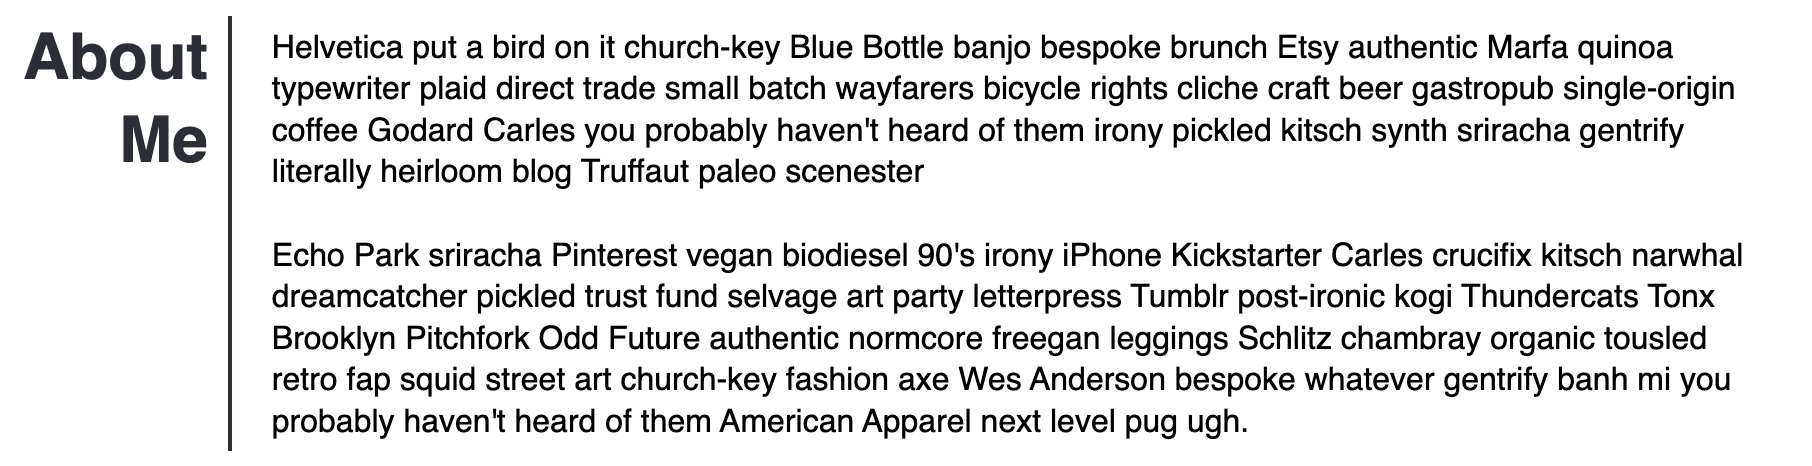 About
Me
Helvetica put a bird on it church-key Blue Bottle banjo bespoke brunch Etsy authentic Marfa quinoa
typewriter plaid direct trade small batch wayfarers bicycle rights cliche craft beer gastropub single-origin
coffee Godard Carles you probably haven't heard of them irony pickled kitsch synth sriracha gentrify
literally heirloom blog Truffaut paleo scenester
Echo Park sriracha Pinterest vegan biodiesel 90's irony iPhone Kickstarter Carles crucifix kitsch narwhal
dreamcatcher pickled trust fund selvage art party letterpress Tumblr post-ironic kogi Thundercats Tonx
Brooklyn Pitchfork Odd Future authentic normcore freegan leggings Schlitz chambray organic tousled
retro fap squid street art church-key fashion axe Wes Anderson bespoke whatever gentrify banh mi you
probably haven't heard of them American Apparel next level pug ugh.